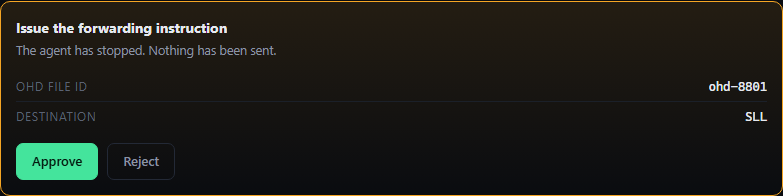 Issue the forwarding instruction
The agent has stopped. Nothing has been sent.
OHD FILE ID ohd-8801
DESTINATION SLL
Approve Reject